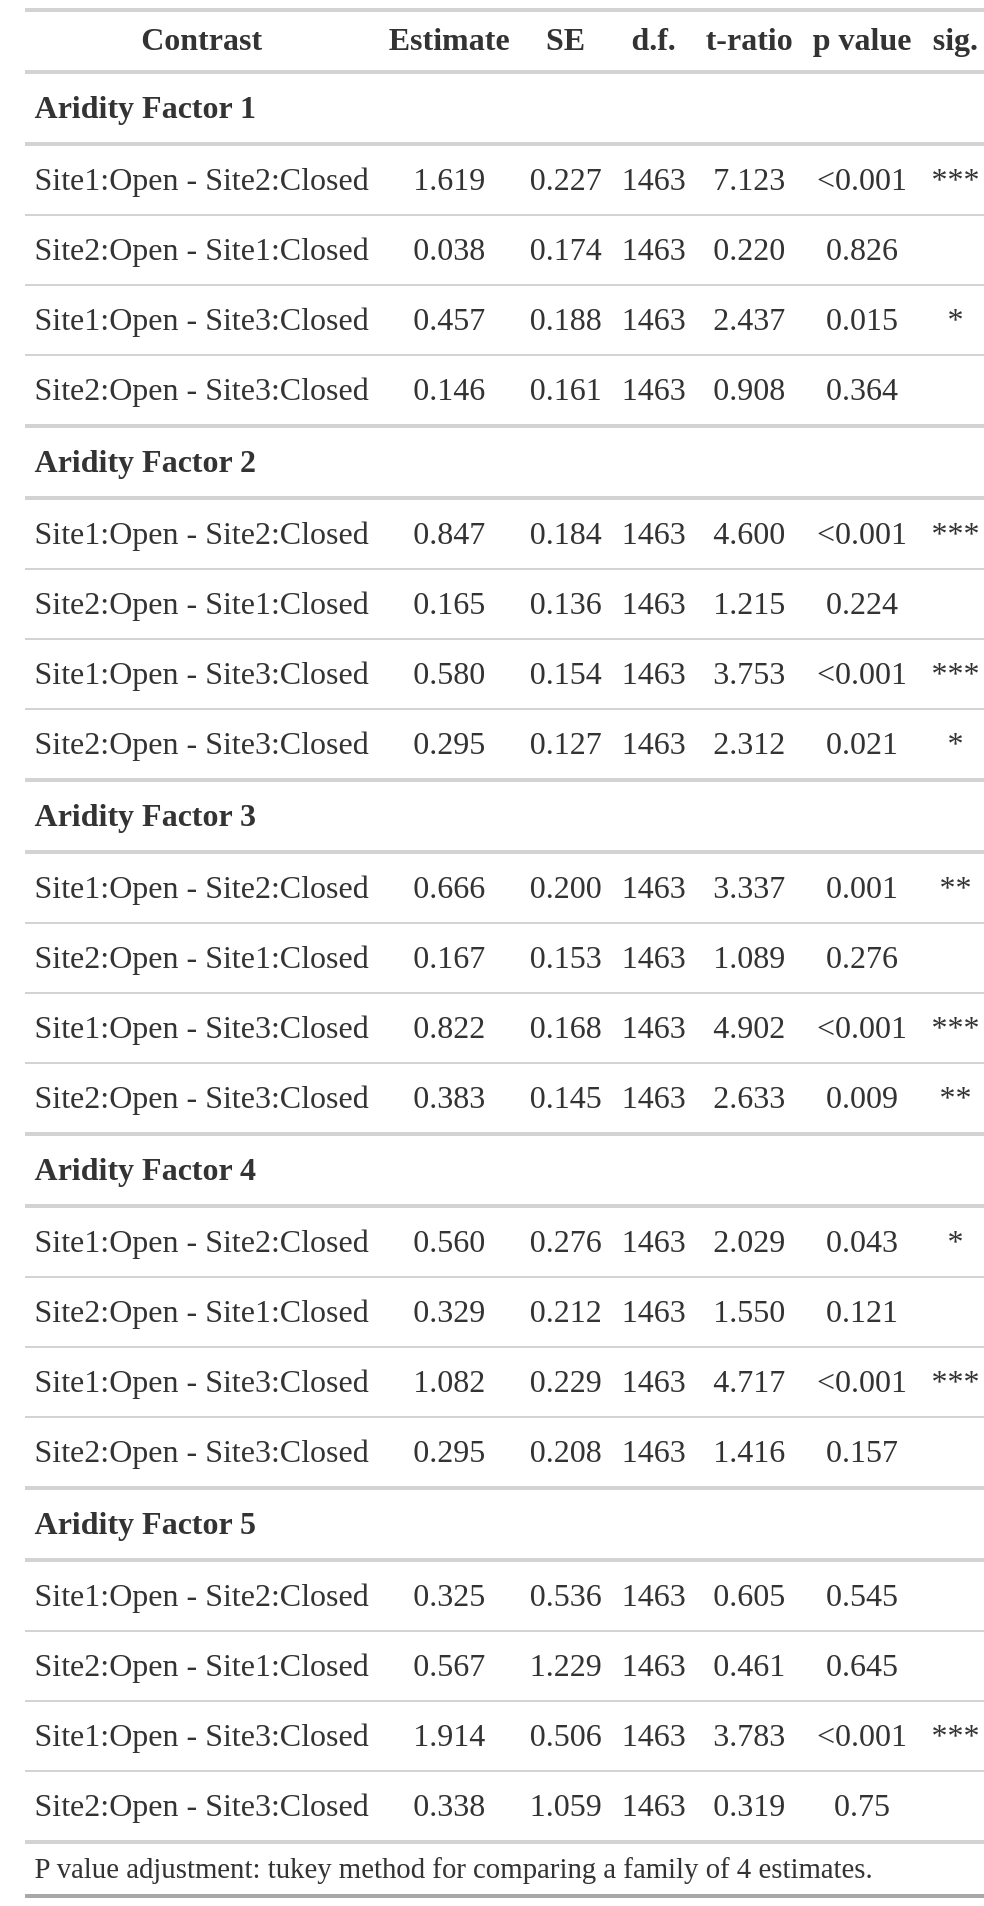 Contrast Estimate SE d.f. t-ratio p value sig.
Aridity Factor 1
Site1:Open - Site2:Closed 1.619 0.227 1463 7.123 <0.001 ***
Site2:Open - Site1:Closed 0.038 0.174 1463 0.220 0.826
Site1:Open - Site3:Closed 0.457 0.188 1463 2.437 0.015 *
Site2:Open - Site3:Closed 0.146 0.161 1463 0.908 0.364
Aridity Factor 2
Site1:Open - Site2:Closed 0.847 0.184 1463 4.600 <0.001 ***
Site2:Open - Site1:Closed 0.165 0.136 1463 1.215 0.224
Site1:Open - Site3:Closed 0.580 0.154 1463 3.753 <0.001 ***
Site2:Open - Site3:Closed 0.295 0.127 1463 2.312 0.021 *
Aridity Factor 3
Site1:Open - Site2:Closed 0.666 0.200 1463 3.337 0.001 **
Site2:Open - Site1:Closed 0.167 0.153 1463 1.089 0.276
Site1:Open - Site3:Closed 0.822 0.168 1463 4.902 <0.001 ***
Site2:Open - Site3:Closed 0.383 0.145 1463 2.633 0.009 **
Aridity Factor 4
Site1:Open - Site2:Closed 0.560 0.276 1463 2.029 0.043 *
Site2:Open - Site1:Closed 0.329 0.212 1463 1.550 0.121
Site1:Open - Site3:Closed 1.082 0.229 1463 4.717 <0.001 ***
Site2:Open - Site3:Closed 0.295 0.208 1463 1.416 0.157
Aridity Factor 5
Site1:Open - Site2:Closed 0.325 0.536 1463 0.605 0.545
Site2:Open - Site1:Closed 0.567 1.229 1463 0.461 0.645
Site1:Open - Site3:Closed 1.914 0.506 1463 3.783 <0.001 ***
Site2:Open - Site3:Closed 0.338 1.059 1463 0.319 0.75
P value adjustment: tukey method for comparing a family of 4 estimates.